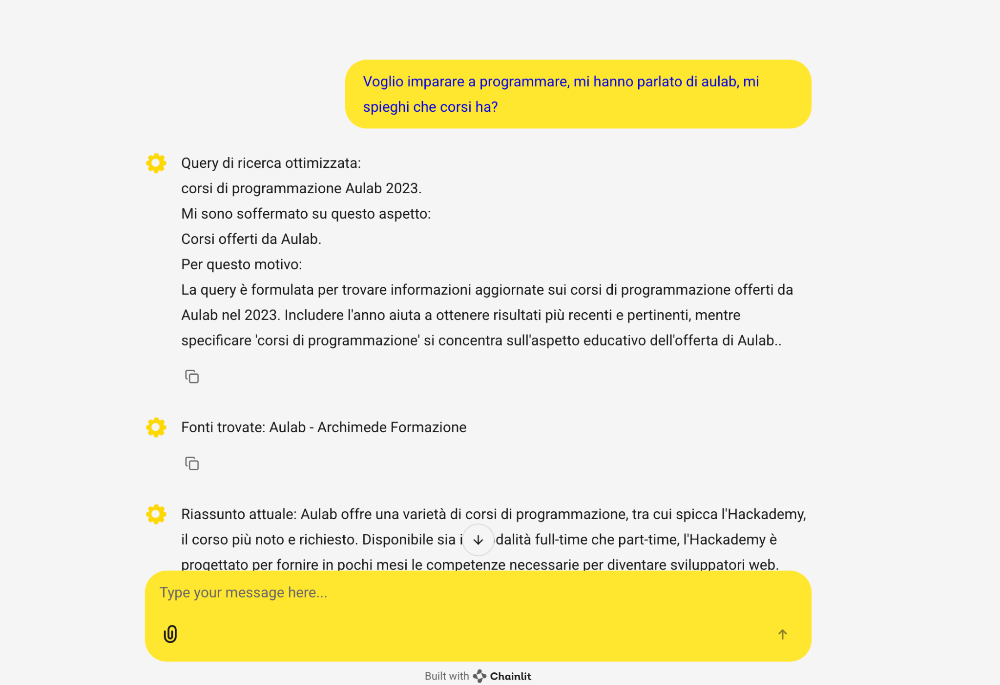 Voglio imparare a programmare, mi hanno parlato di aulab, mi
spieghi che corsi ha?
Query di ricerca ottimizzata:
corsi di programmazione Aulab 2023.
Mi sono soffermato su questo aspetto:
Corsi offerti da Aulab.
Per questo motivo:
La query è formulata per trovare informazioni aggiornate sui corsi di programmazione offerti da
Aulab nel 2023. Includere l'anno aiuta a ottenere risultati più recenti e pertinenti, mentre
specificare 'corsi di programmazione' si concentra sull'aspetto educativo dell'offerta di Aulab..
Fonti trovate: Aulab - Archimede Formazione
Riassunto attuale: Aulab offre una varietà di corsi di programmazione, tra cui spicca l'Hackademy,
il corso più noto e richiesto. Disponibile sia i dalità full-time che part-time, l'Hackademy è
progettato per fornire in pochi mesi le competenze necessarie per diventare sviluppatori web.
Type your message here...
Built with Chainlit